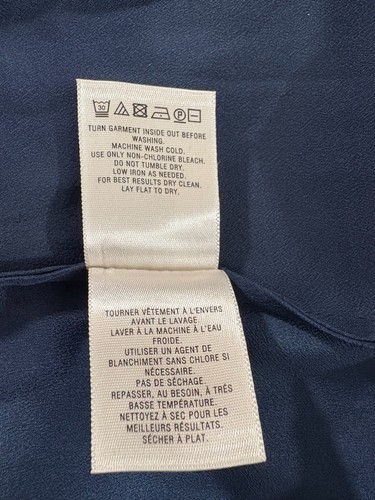 30 P
TURN GARMENT INSIDE OUT BEFORE
WASHING.
MACHINE WASH COLD.
USE ONLY NON-CHLORINE BLEACH.
DO NOT TUMBLE DRY.
LOW IRON AS NEEDED.
FOR BEST RESULTS DRY CLEAN.
LAY FLAT TO DRY.
TOURNER VÊTEMENT À L'ENVERS
AVANT LE LAVAGE.
LAVER À LA MACHINE À L'EAU
FROIDE.
UTILISER UN AGENT DE
BLANCHIMENT SANS CHLORE SI
NÉCESSAIRE.
PAS DE SÉCHAGE.
REPASSER, AU BESOIN, À TRÈS
BASSE TEMPÉRATURE.
NETTOYEZ À SEC POUR LES
MEILLEURS RÉSULTATS.
SÉCHER À PLAT.